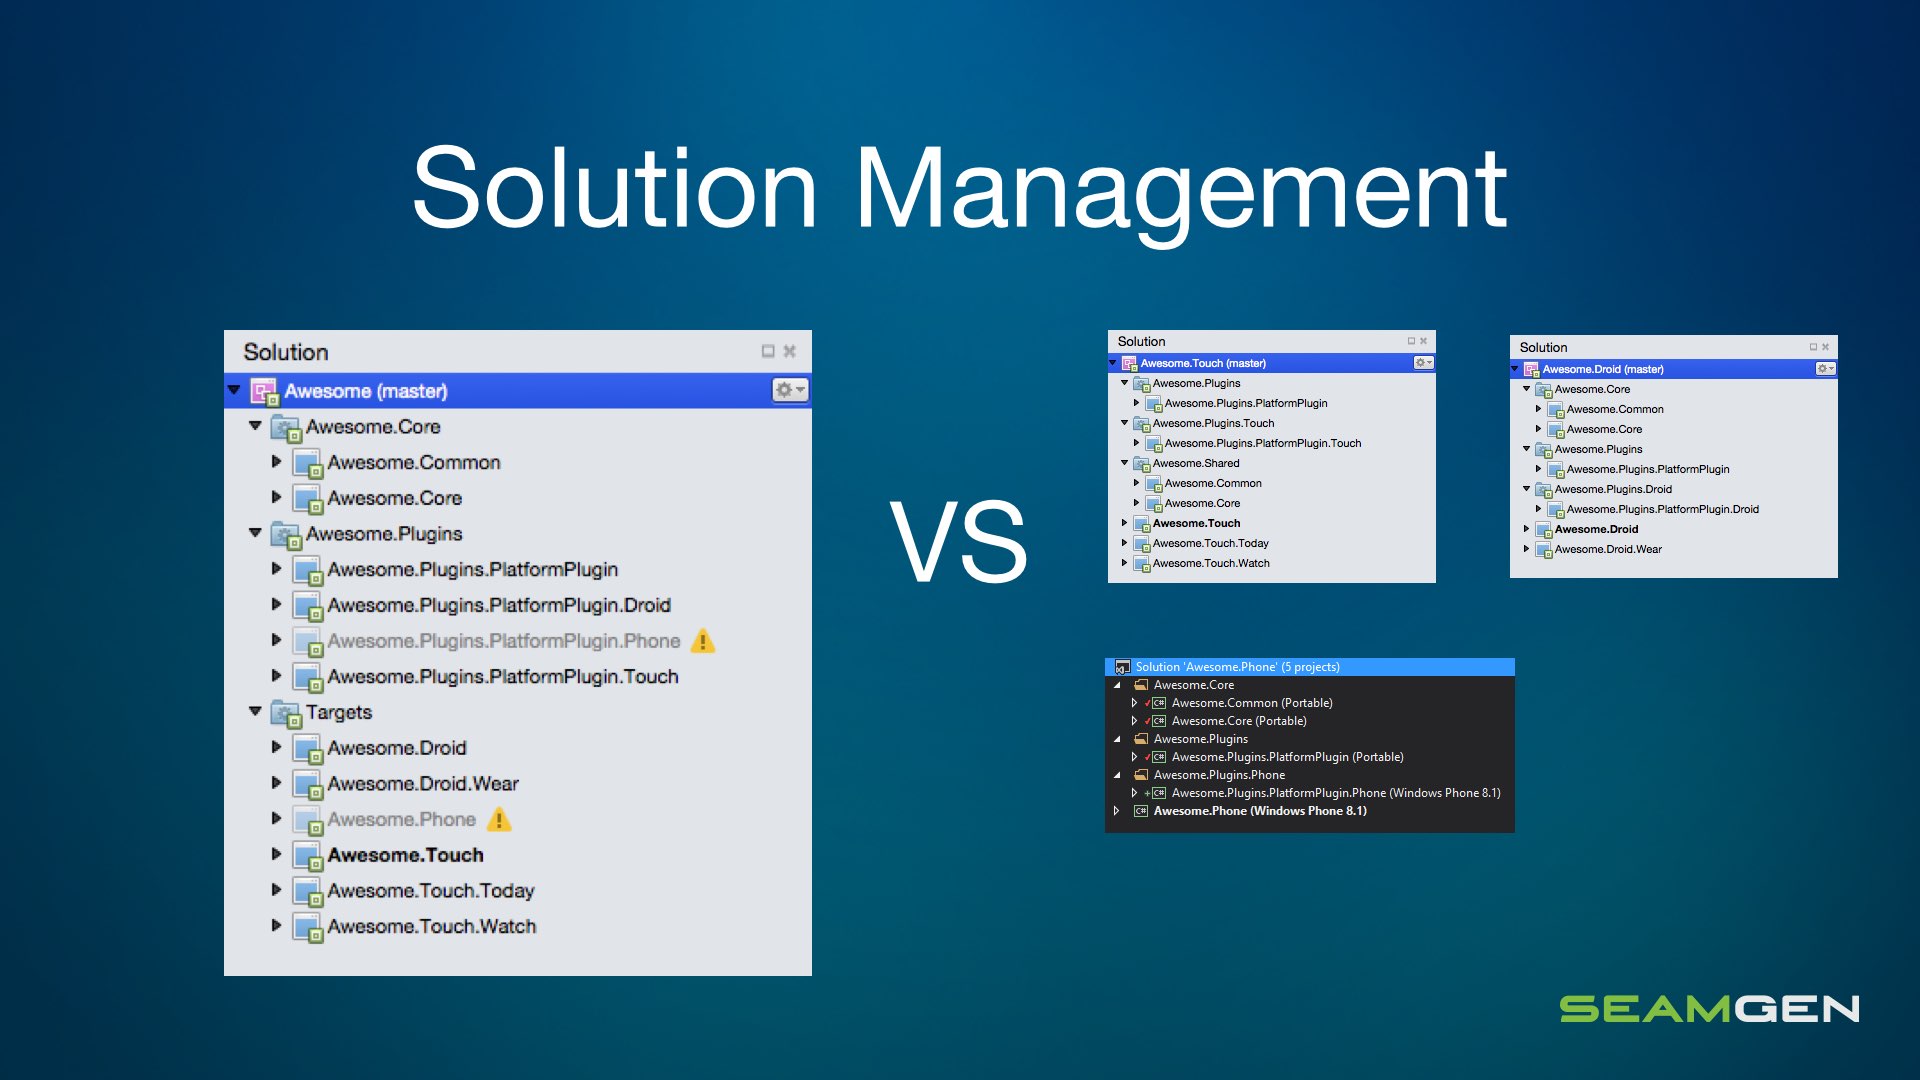 Solution Management
Solution
Awesome (master)
Awesome.Core
Awesome.Common
Awesome.Core
Awesome.Plugins
Awesome.Plugins.PlatformPlugin
Awesome.Plugins.PlatformPlugin.Droid
Awesome.Plugins.PlatformPlugin.Phone
Awesome.Plugins.PlatformPlugin.Touch
Targets
Awesome.Droid
Awesome.Droid.Wear
Awesome.Phone
Awesome.Touch
Awesome.Touch.Today
Awesome.Touch.Watch
VS
Solution
Awesome.Touch (master)
Awesome.Plugins
Awesome.Plugins.PlatformPlugin
Awesome.Plugins.Touch
Awesome.Plugins.PlatformPlugin.Touch
Awesome.Shared
Awesome.Common
Awesome.Core
Awesome.Touch
Awesome.Touch.Today
Awesome.Touch.Watch
Solution
Awesome.Droid (master)
Awesome.Core
Awesome.Common
Awesome.Core
Awesome.Plugins
Awesome.Plugins.PlatformPlugin
Awesome.Plugins.Droid
Awesome.Plugins.PlatformPlugin.Droid
Awesome.Droid
Awesome.Droid.Wear
Solution 'Awesome.Phone' (5 projects)
Awesome.Core
C# Awesome.Common (Portable)
C# Awesome.Core (Portable)
Awesome.Plugins
C# Awesome.Plugins.PlatformPlugin (Portable)
Awesome.Plugins.Phone
+ C# Awesome.Plugins.PlatformPlugin.Phone (Windows Phone 8.1)
C# Awesome.Phone (Windows Phone 8.1)
SEAMGEN